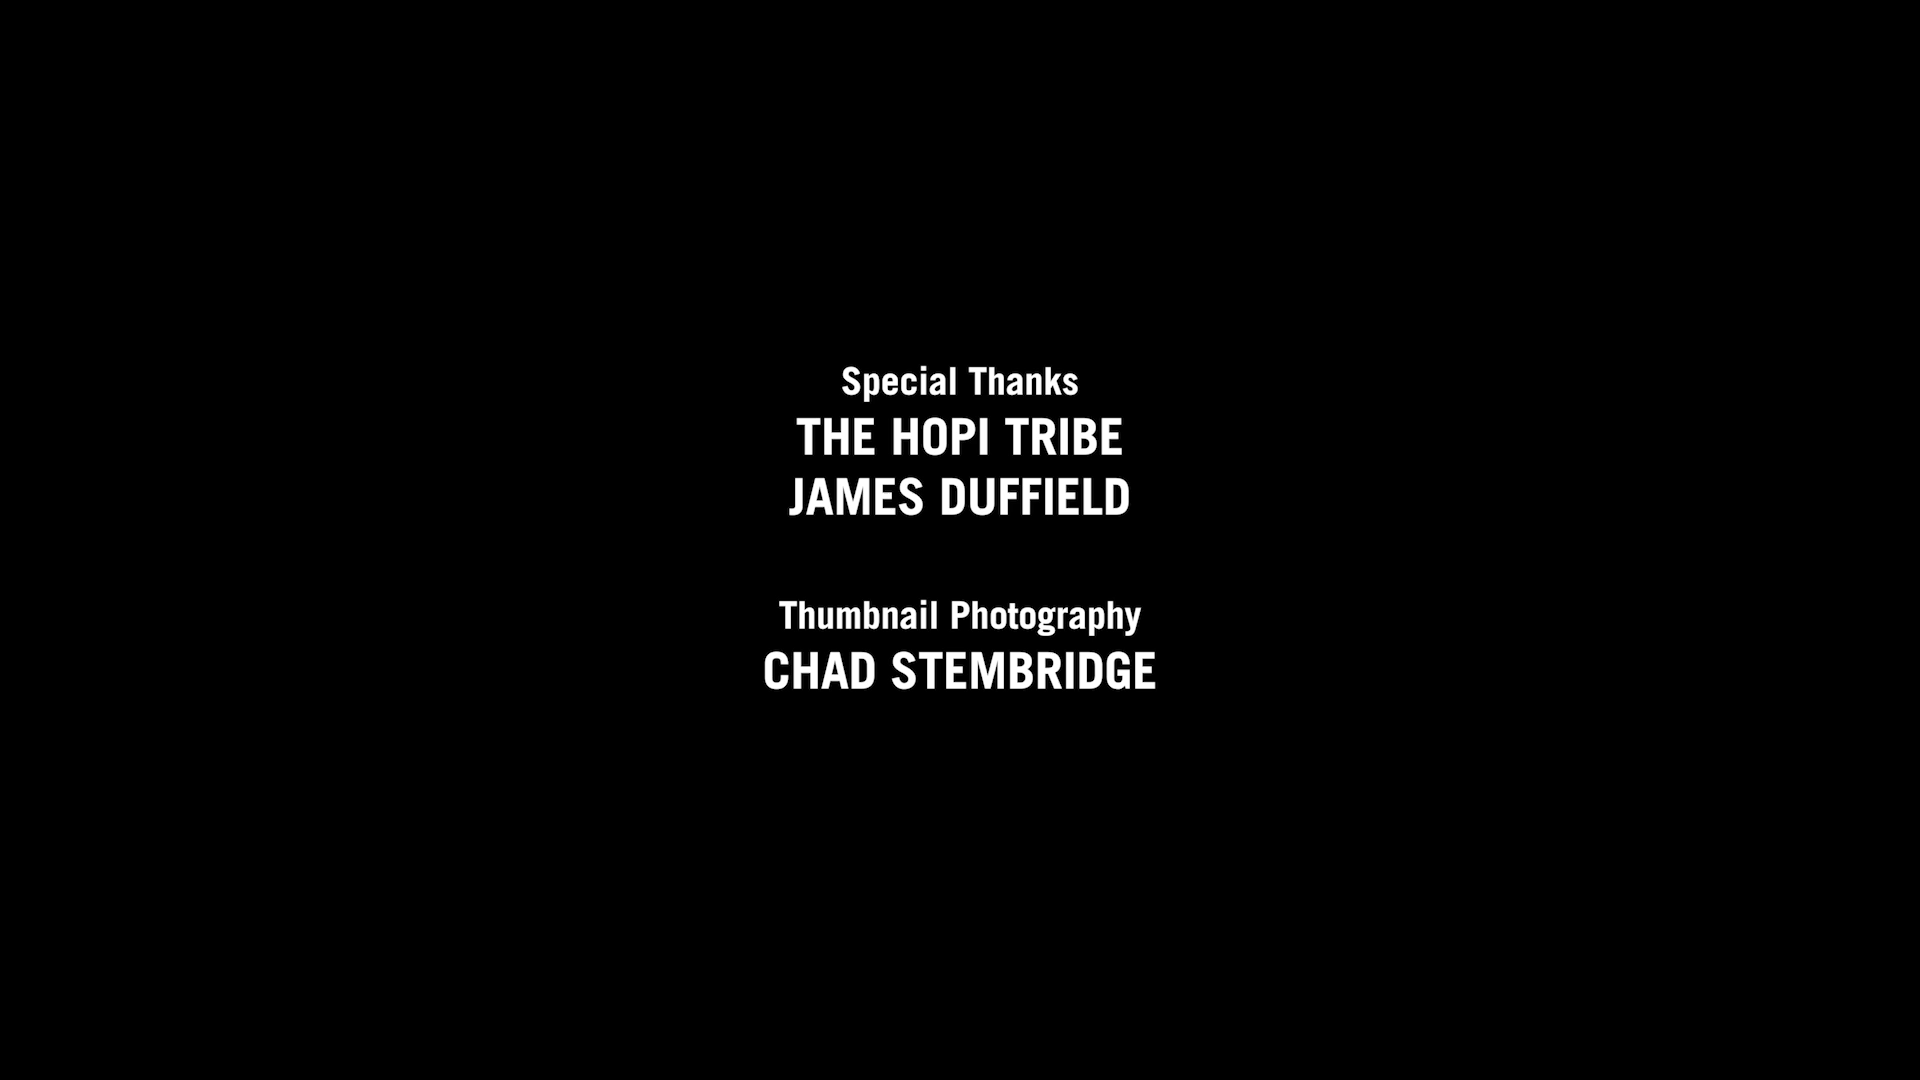 Special Thanks
THE HOPI TRIBE
JAMES DUFFIELD
Thumbnail Photography
CHAD STEMBRIDGE